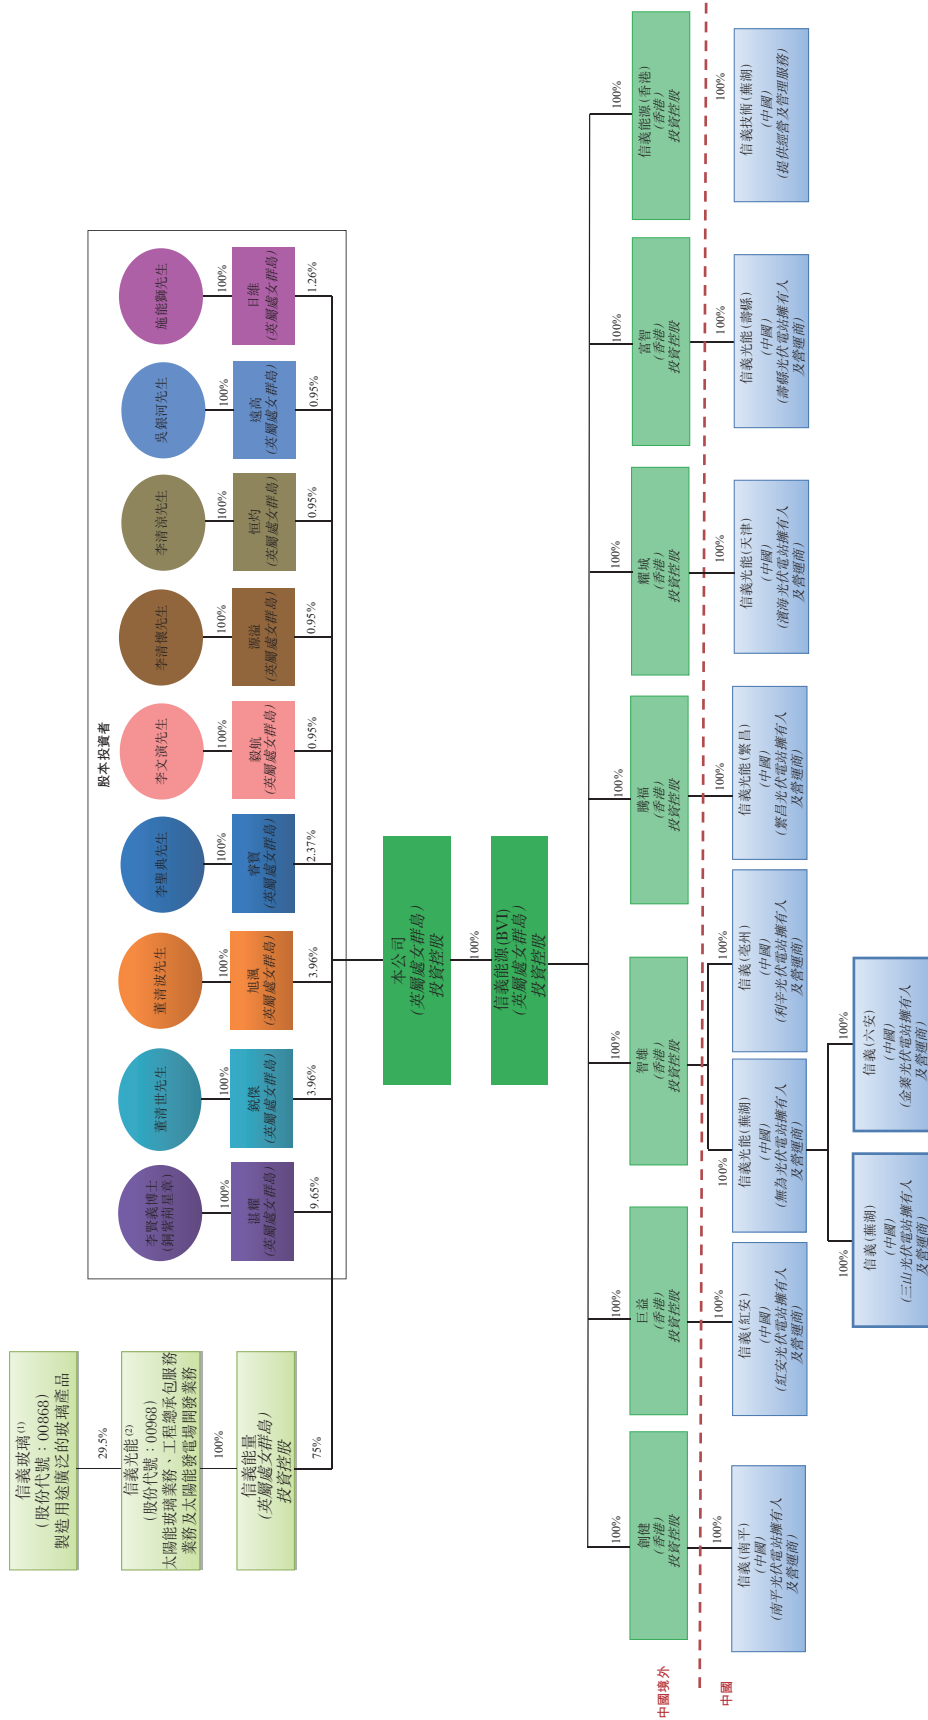 信義玻璃(1)
(股份代號：00868)
製造用途廣泛的玻璃產品
29.5%
信義光能(2)
(股份代號：00968)
太陽能玻璃業務、工程總承包服務
業務及太陽能發電場開發業務
100%
信義能量
(英屬處女群島)
投資控股
75%
股本投資者
李賢義博士
(銅紫荊星章)
100%
湛耀
(英屬處女群島)
9.65%
董清世先生
100%
銳傑
(英屬處女群島)
3.96%
董清波先生
100%
旭渢
(英屬處女群島)
3.96%
李聖典先生
100%
睿寶
(英屬處女群島)
2.37%
李文演先生
100%
毅航
(英屬處女群島)
0.95%
李清懷先生
100%
源溢
(英屬處女群島)
0.95%
李清涼先生
100%
恒灼
(英屬處女群島)
0.95%
吳銀河先生
100%
遠高
(英屬處女群島)
0.95%
施能獅先生
100%
日維
(英屬處女群島)
1.26%
本公司
(英屬處女群島)
投資控股
100%
信義能源(BVI)
(英屬處女群島)
投資控股
100%
創健
(香港)
投資控股
100%
巨益
(香港)
投資控股
100%
智雄
(香港)
投資控股
100%
騰福
(香港)
投資控股
100%
耀城
(香港)
投資控股
100%
富智
(香港)
投資控股
100%
信義能源(香港)
(香港)
投資控股
中國境外
中國
100%
信義(南平)
(中國)
(南平光伏電站擁有人
及營運商)
100%
信義(紅安)
(中國)
(紅安光伏電站擁有人
及營運商)
100%
信義光能(蕪湖)
(中國)
(無為光伏電站擁有人
及營運商)
100%
信義(亳州)
(中國)
(利辛光伏電站擁有人
及營運商)
100%
信義光能(繁昌)
(中國)
(繁昌光伏電站擁有人
及營運商)
100%
信義光能(天津)
(中國)
(濱海光伏電站擁有人
及營運商)
100%
信義光能(壽縣)
(中國)
(壽縣光伏電站擁有人
及營運商)
100%
信義技術(蕪湖)
(中國)
(提供經營及管理服務)
100%
信義(蕪湖)
(中國)
(三山光伏電站擁有人
及營運商)
100%
信義(六安)
(中國)
(金寨光伏電站擁有人
及營運商)